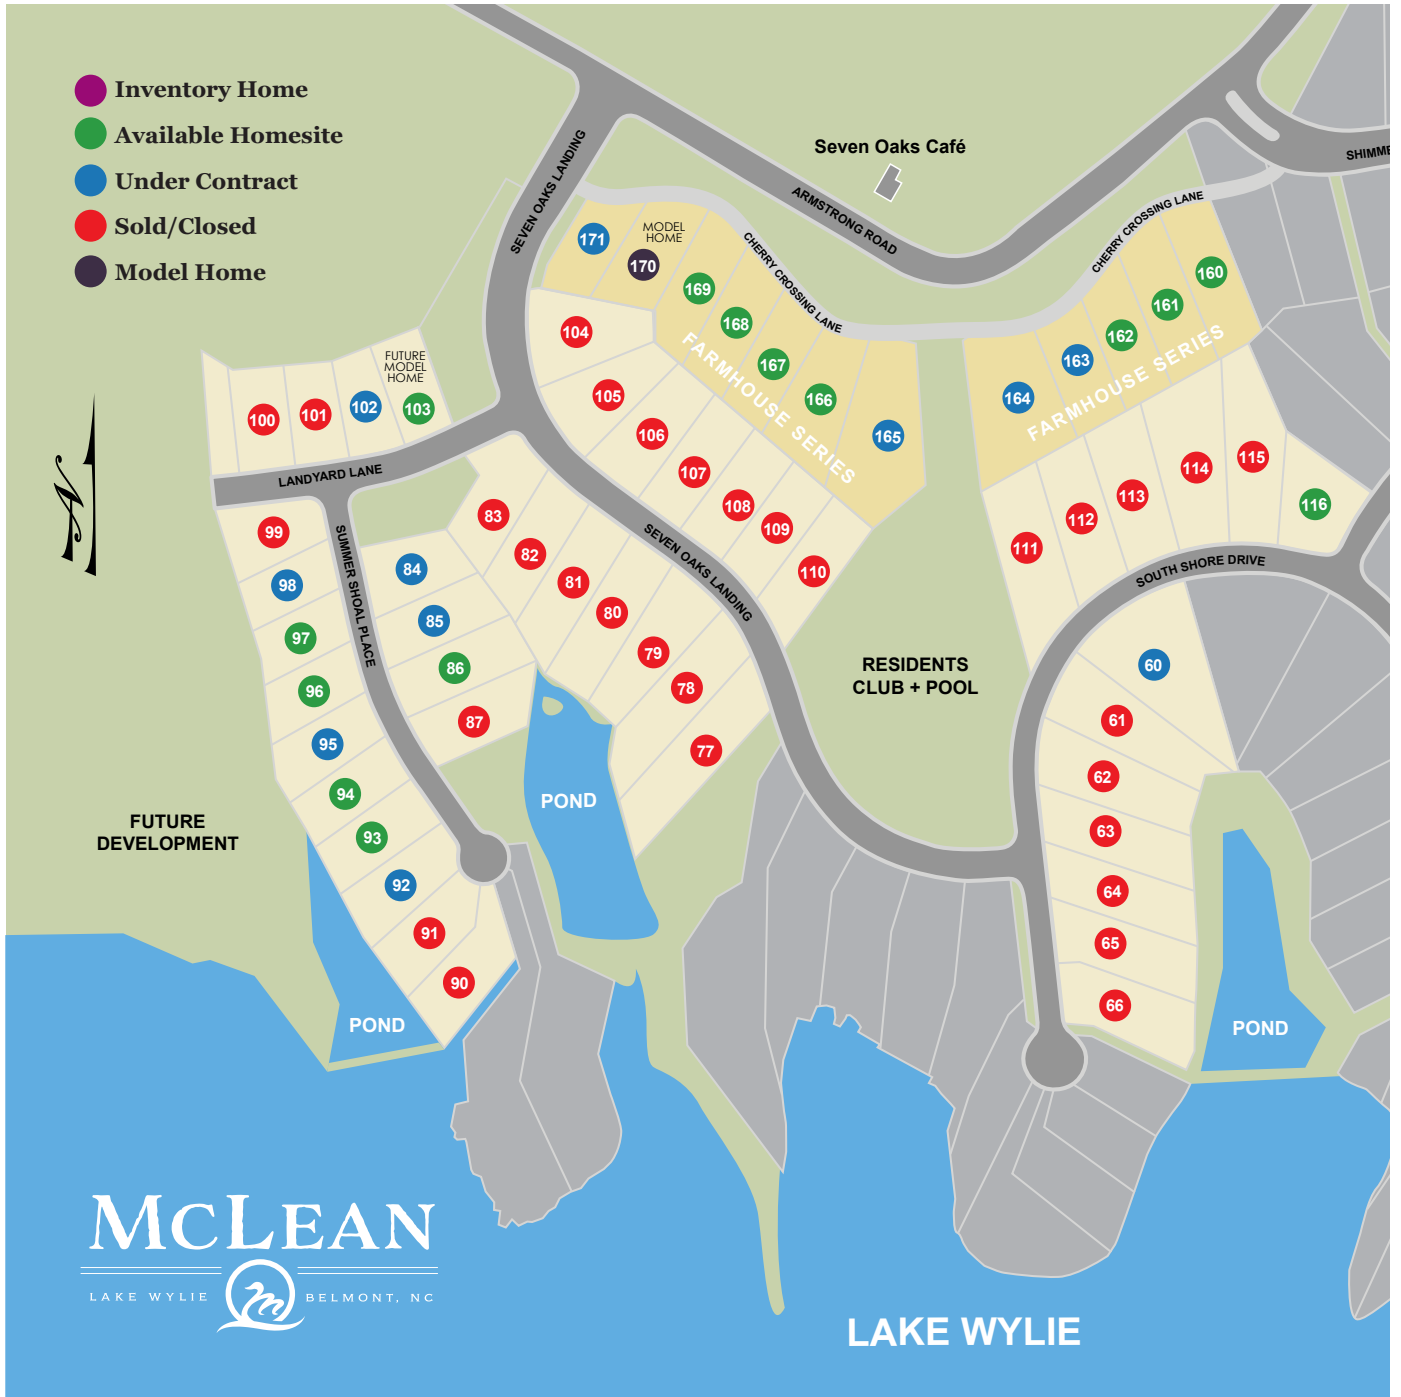 Inventory Home
Available Homesite
Under Contract
Sold/Closed
Model Home
Seven Oaks Café
SHIMME
ARMSTRONG ROAD
SEVEN OAKS LANDING
CHERRY CROSSING LANE
CHERRY CROSSING LANE
171
MODEL
HOME
170
169
168
167
166
165
FARMHOUSE SERIES
160
161
162
163
164
FARMHOUSE SERIES
104
105
106
107
108
109
110
FUTURE
MODEL
HOME
100
101
102
103
LANDYARD LANE
N
SUMMER SHOAL PLACE
SEVEN OAKS LANDING
111
112
113
114
115
116
SOUTH SHORE DRIVE
99
98
97
96
95
94
93
92
91
90
83
82
81
80
79
78
77
84
85
86
87
RESIDENTS
CLUB + POOL
60
61
62
63
64
65
66
FUTURE
DEVELOPMENT
POND
POND
POND
McLean
LAKE WYLIE
BELMONT, NC
LAKE WYLIE